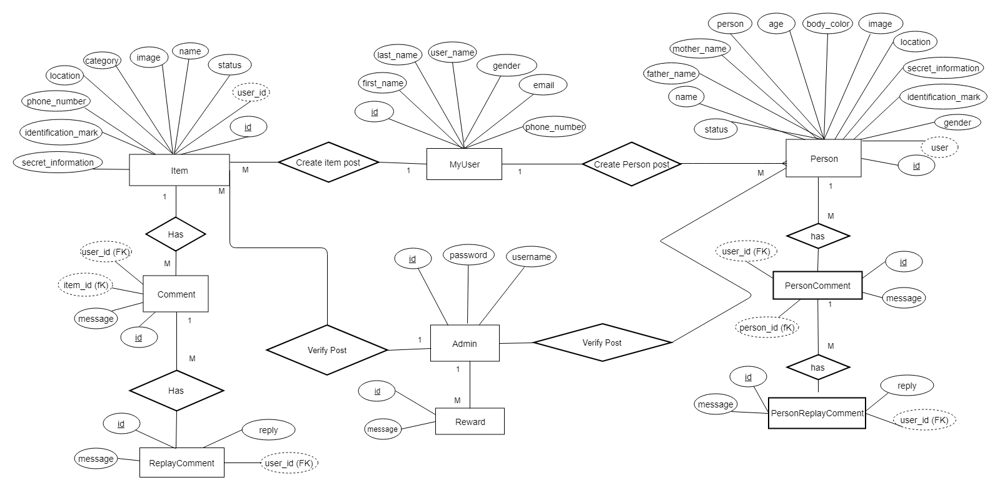 person
age
body_color
image
mother_name
location
father_name
secret_information
name
identification_mark
status
gender
user
id
Person
category
image
name
status
location
user_id
phone_number
id
identification_mark
secret_information
Item
last_name
user_name
gender
first_name
email
id
phone_number
MyUser
M
Create item post
1
1
Create Person post
M
1
M
1
Has
M
user_id (FK)
item_id (fK)
message
id
Comment
1
M
Has
id
reply
message
user_id (FK)
ReplayComment
id
password
username
Verify Post
1
Admin
Verify Post
1
M
id
message
Reward
1
M
has
user_id (FK)
id
PersonComment
message
person_id (fK)
1
M
has
id
reply
message
PersonReplayComment
user_id (FK)